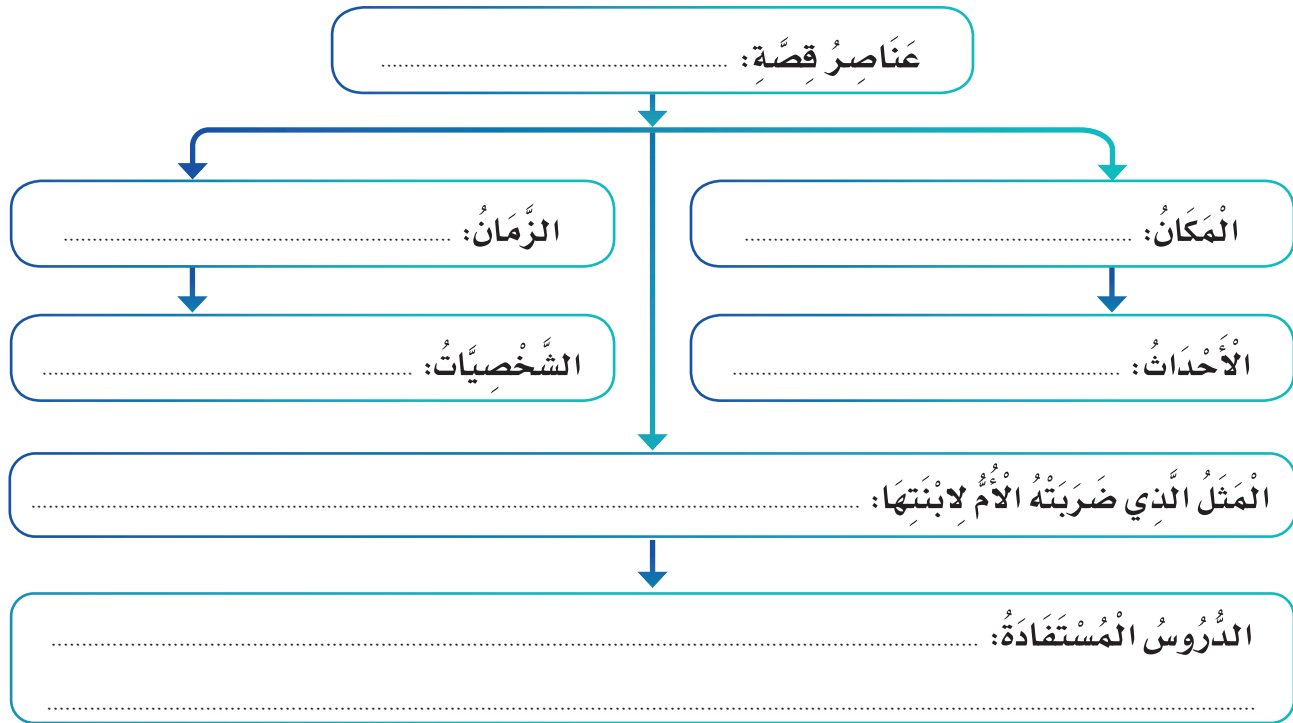 عَنَاصِرُ قِصَّةِ: ..........................................................
الْمَكَانُ: .................................................................
الزَّمَانُ: .................................................................
الْأَحْدَاثُ: .................................................................
الشَّخْصِيَّاتُ: ..............................................................
الْمَثَلُ الَّذِي ضَرَبَتْهُ الْأُمُّ لِابْنَتِهَا: ..........................................................................
الدُّرُوسُ الْمُسْتَفَادَةُ: ..........................................................................
..........................................................................